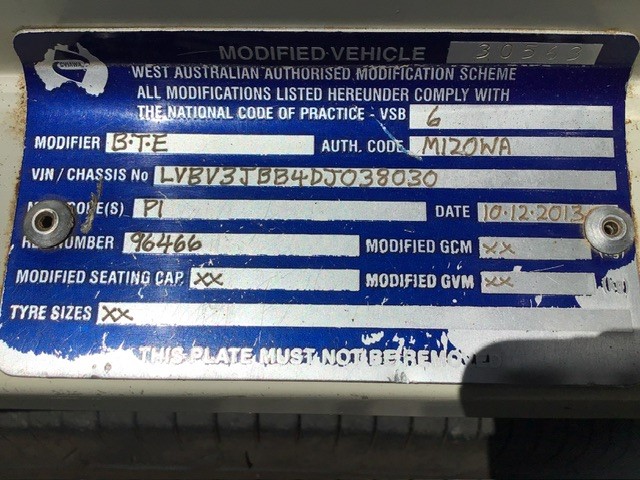 MODIFIED VEHICLE
WEST AUSTRALIAN AUTHORISED MODIFICATION SCHEME
ALL MODIFICATIONS LISTED HEREUNDER COMPLY WITH
THE NATIONAL CODE OF PRACTICE - VSB 6
MODIFIER B.T.E AUTH. CODE M120WA
VIN / CHASSIS No LVBV3JBB4DJ038030
CODE(S) P1 DATE 10.12.2013
NUMBER 96466 MODIFIED GCM XX
MODIFIED SEATING CAP. XX MODIFIED GVM XX
TYRE SIZES XX
THIS PLATE MUST NOT BE